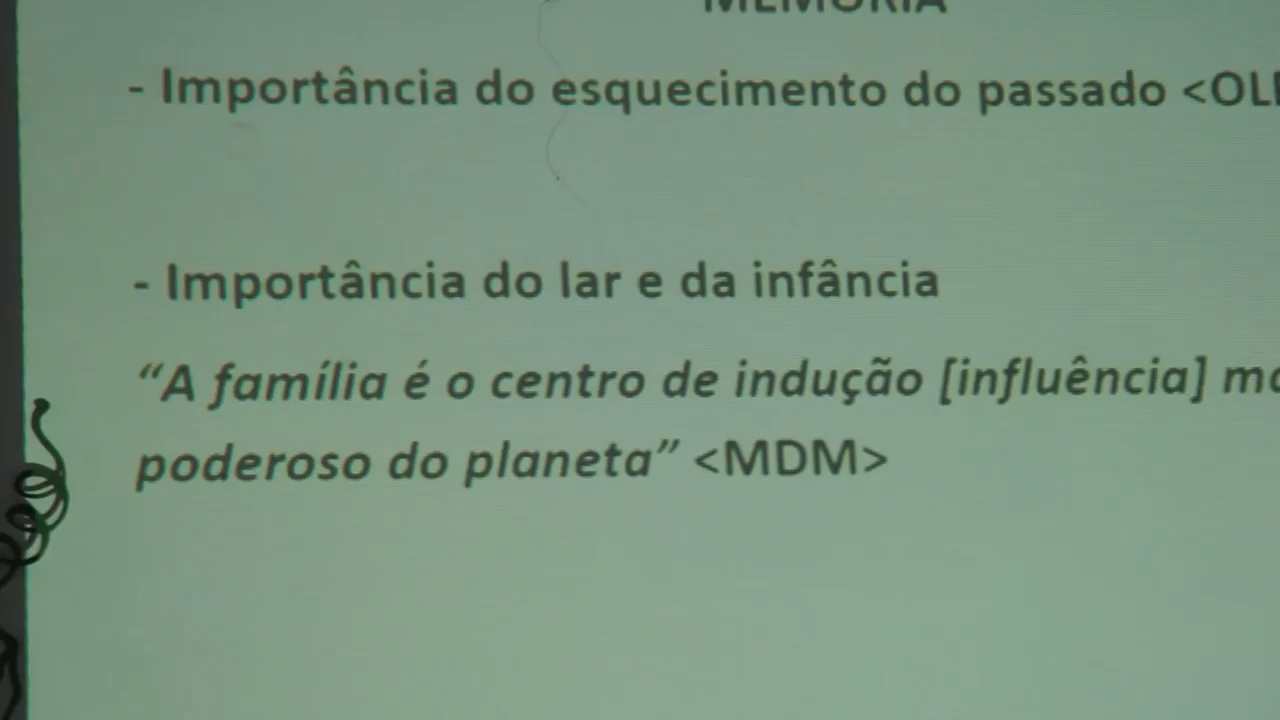 MEMÓRIA
- Importância do esquecimento do passado
- Importância do lar e da infância
“A família é o centro de indução [influência]
poderoso do planeta” <MDM>